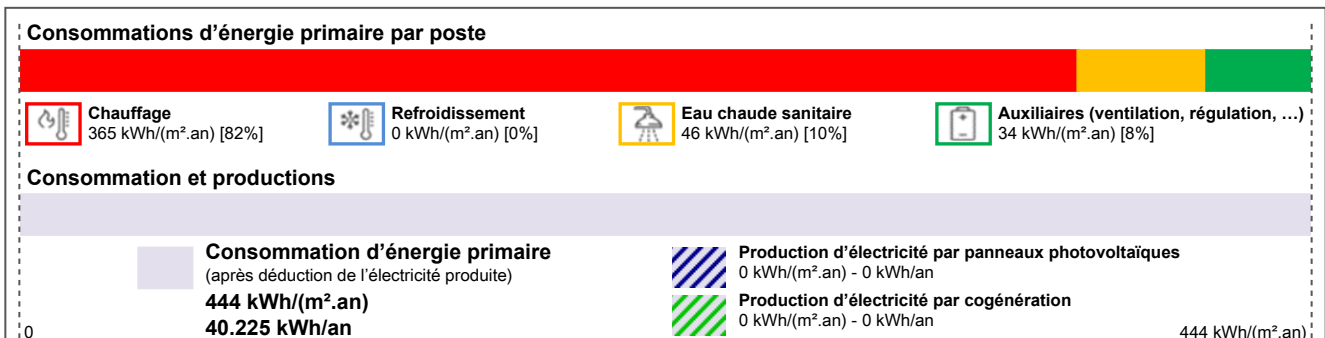 Consommations d'énergie primaire par poste
Chauffage
365 kWh/(m².an) [82%]
Refroidissement
0 kWh/(m².an) [0%]
Eau chaude sanitaire
46 kWh/(m².an) [10%]
Auxiliaires (ventilation, régulation, …)
34 kWh/(m².an) [8%]
Consommation et productions
Consommation d'énergie primaire
(après déduction de l'électricité produite)
444 kWh/(m².an)
40.225 kWh/an
Production d'électricité par panneaux photovoltaïques
0 kWh/(m².an) - 0 kWh/an
Production d'électricité par cogénération
0 kWh/(m².an) - 0 kWh/an
0
444 kWh/(m².an)